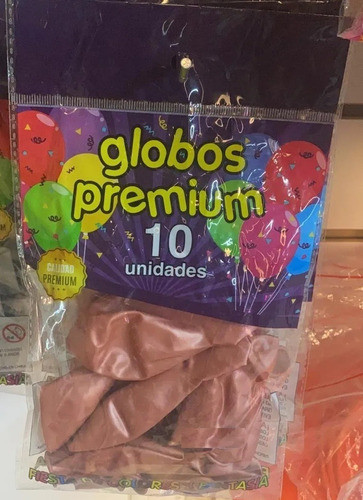 globos
premium
10
unidades
CALIDAD
PREMIUM